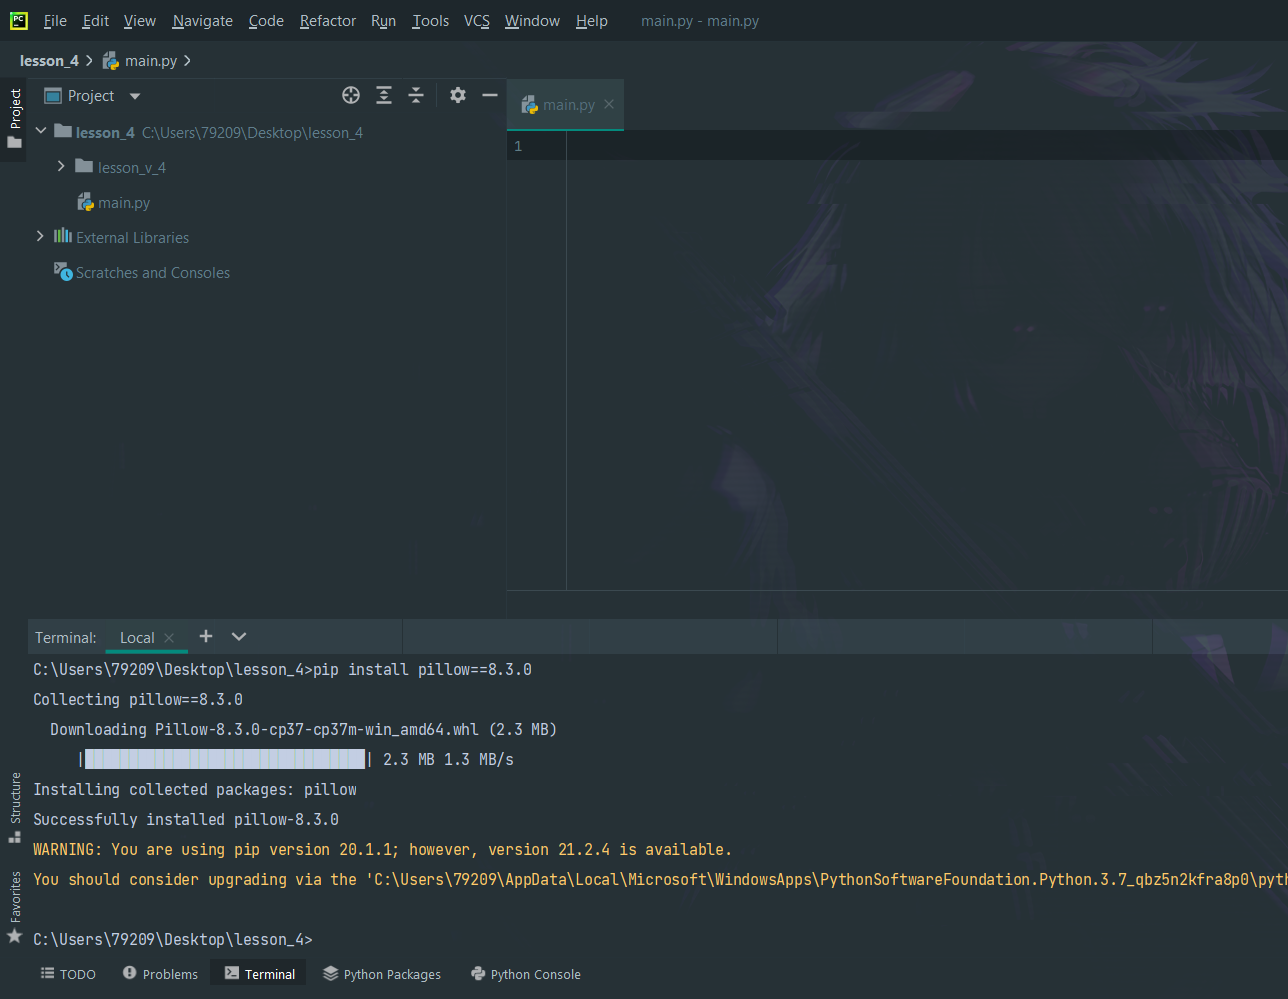 PC File Edit View Navigate Code Refactor Run Tools VCS Window Help main.py - main.py
lesson_4 main.py
Project
Project
main.py
lesson_4 C:\Users\79209\Desktop\lesson_4
1
lesson_v_4
main.py
External Libraries
Scratches and Consoles
Terminal: Local
C:\Users\79209\Desktop\lesson_4>pip install pillow==8.3.0
Collecting pillow==8.3.0
Downloading Pillow-8.3.0-cp37-cp37m-win_amd64.whl (2.3 MB)
| | 2.3 MB 1.3 MB/s
Installing collected packages: pillow
Successfully installed pillow-8.3.0
WARNING: You are using pip version 20.1.1; however, version 21.2.4 is available.
You should consider upgrading via the 'C:\Users\79209\AppData\Local\Microsoft\WindowsApps\PythonSoftwareFoundation.Python.3.7_qbz5n2kfra8p0\pyth
C:\Users\79209\Desktop\lesson_4>
Structure
Favorites
TODO Problems Terminal Python Packages Python Console